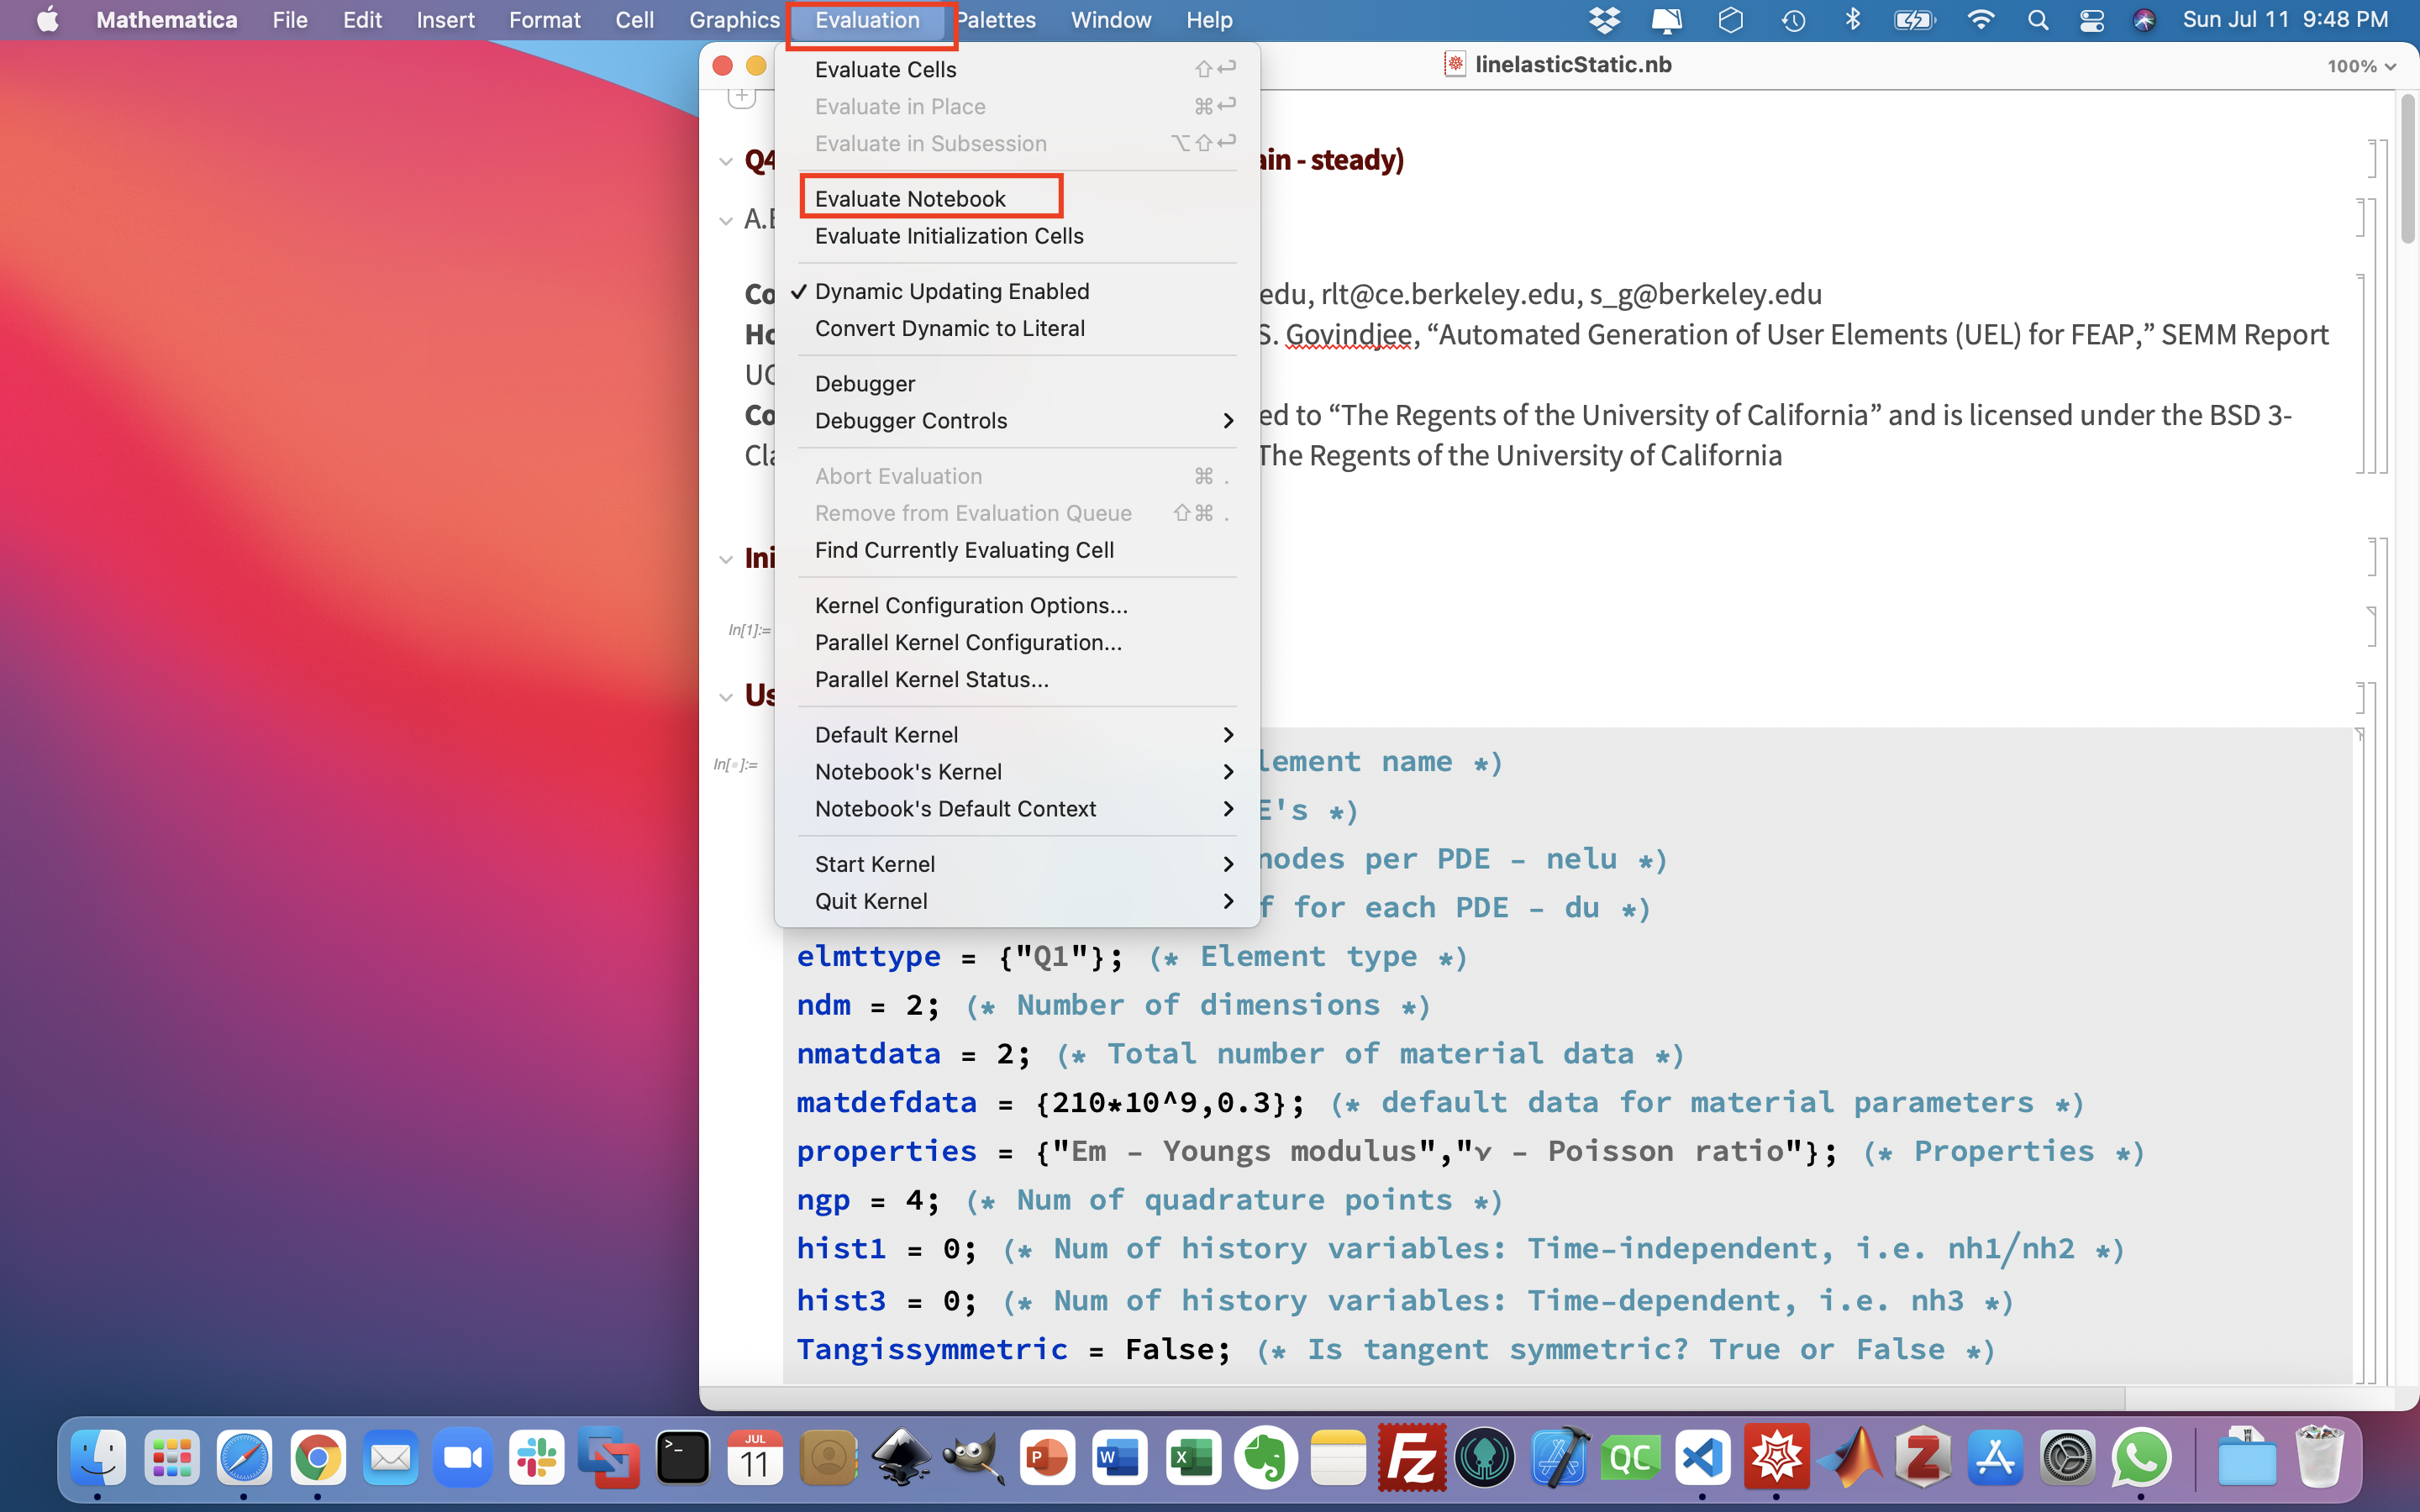 Mathematica File Edit Insert Format Cell Graphics Evaluation Palettes Window Help Sun Jul 11 9:48 PM
linelasticStatic.nb
100%
Evaluate Cells ⇧↩
Evaluate in Place ⌘↩
Evaluate in Subsession ⌥⇧↩
Evaluate Notebook
Evaluate Initialization Cells
✓ Dynamic Updating Enabled
Convert Dynamic to Literal
Debugger
Debugger Controls
Abort Evaluation ⌘ .
Remove from Evaluation Queue ⇧⌘ .
Find Currently Evaluating Cell
Kernel Configuration Options...
Parallel Kernel Configuration...
Parallel Kernel Status...
Default Kernel
Notebook's Kernel
Notebook's Default Context
Start Kernel
Quit Kernel
Q4 ain - steady)
A.
Co edu, rlt@ce.berkeley.edu, s_g@berkeley.edu
Ho S. Govindjee, “Automated Generation of User Elements (UEL) for FEAP,” SEMM Report
UC
Co ed to “The Regents of the University of California” and is licensed under the BSD 3-
Cla The Regents of the University of California
Ini
In[1]:=
Us
In[•]:= lement name *)
E's *)
nodes per PDE - nelu *)
f for each PDE - du *)
elmttype = {"Q1"}; (* Element type *)
ndm = 2; (* Number of dimensions *)
nmatdata = 2; (* Total number of material data *)
matdefdata = {210*10^9,0.3}; (* default data for material parameters *)
properties = {"Em - Youngs modulus","ν - Poisson ratio"}; (* Properties *)
ngp = 4; (* Num of quadrature points *)
hist1 = 0; (* Num of history variables: Time-independent, i.e. nh1/nh2 *)
hist3 = 0; (* Num of history variables: Time-dependent, i.e. nh3 *)
Tangissymmetric = False; (* Is tangent symmetric? True or False *)
>_
JUL
11
P
W
X
Fz
QC
Z